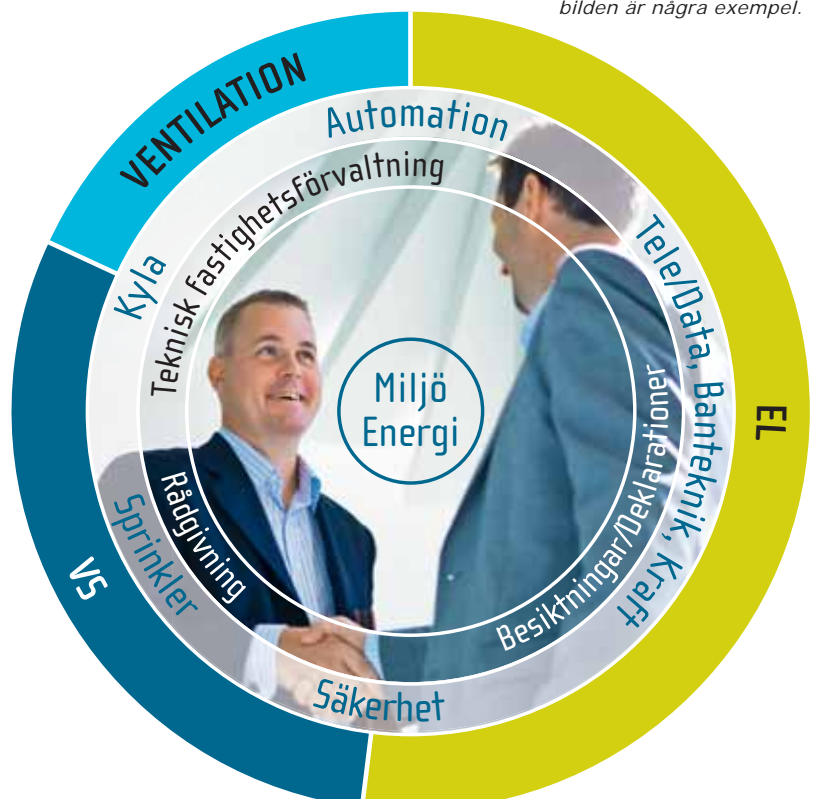 bilden är några exempel.
VENTILATION
EL
VS
Automation
Kyla
Tele/Data, Banteknik, Kraft
Sprinkler
Säkerhet
Teknisk fastighetsförvaltning
Rådgivning
Besiktningar/Deklarationer
Miljö
Energi